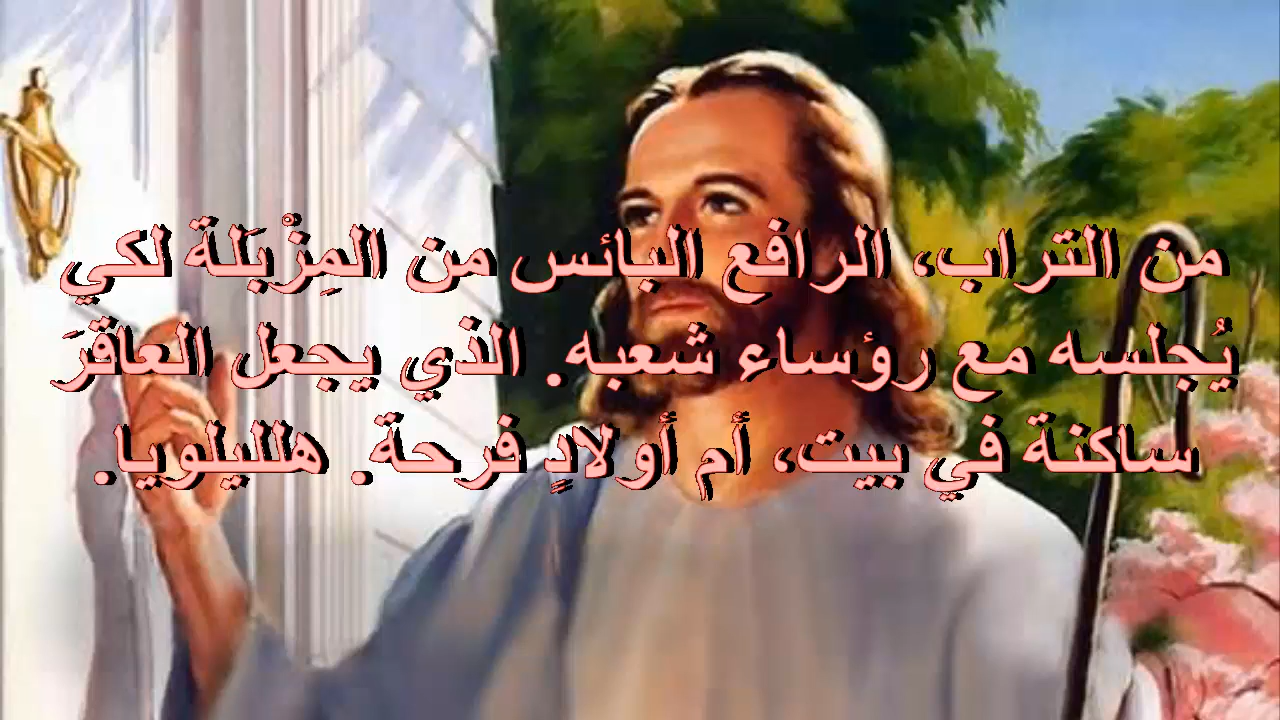 من التراب، الرافع البائس من المِزْبَلة لكي
يُجلسه مع رؤساء شعبه. الذي يجعل العاقرَ
ساكنة في بيت، أم أولادٍ فرحة. هلليلويا.